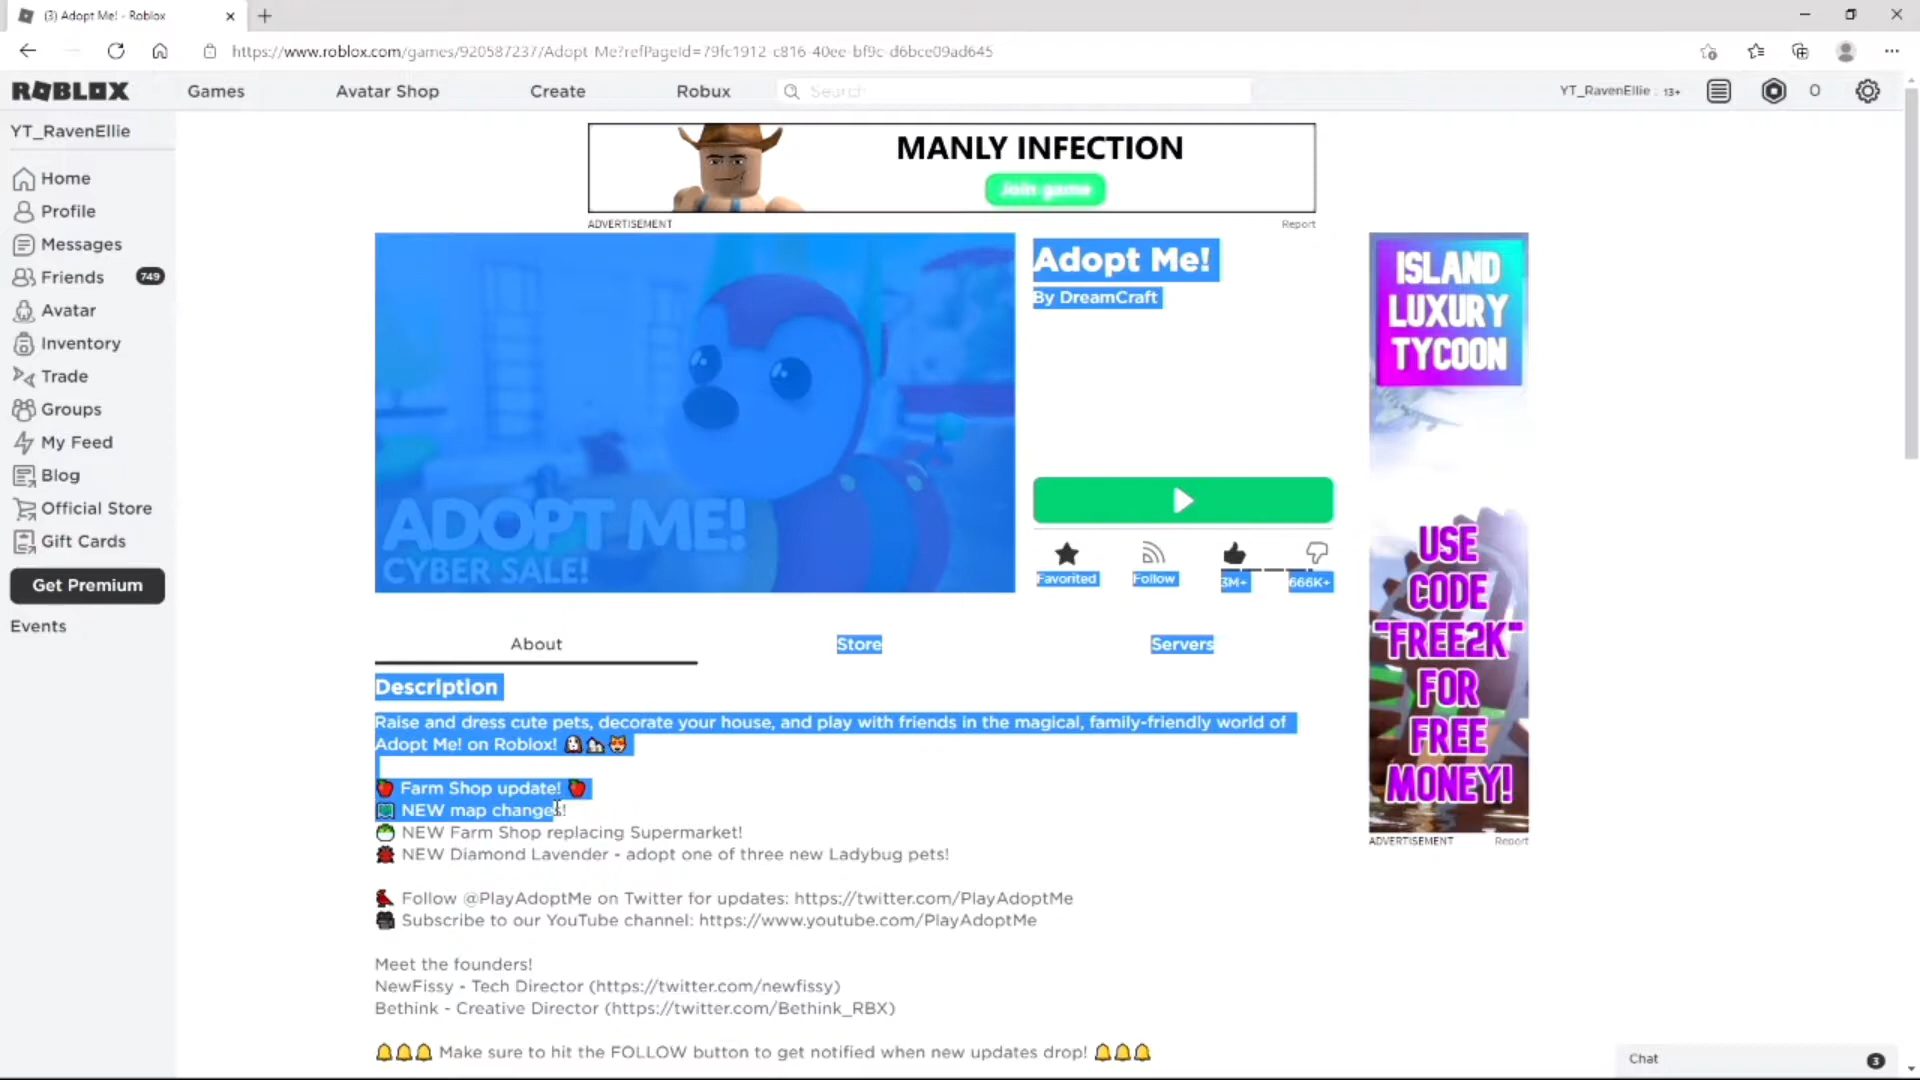 (3) Adopt Me! - Roblox
https://www.roblox.com/games/920587237/Adopt-Me?refPageId=79fc1912-c816-40ee-bf9c-d6bce09ad645
ROBLOX
Games
Avatar Shop
Create
Robux
Search
YT_RavenEllie : 13+
0
YT_RavenEllie
Home
Profile
Messages
Friends 749
Avatar
Inventory
Trade
Groups
My Feed
Blog
Official Store
Gift Cards
Get Premium
Events
MANLY INFECTION
Join game
ADVERTISEMENT
Report
ADOPT ME!
CYBER SALE!
Adopt Me!
By DreamCraft
Favorited
Follow
3M+
666K+
About
Store
Servers
Description
Raise and dress cute pets, decorate your house, and play with friends in the magical, family-friendly world of
Adopt Me! on Roblox! 🐶🏡😻
🍎 Farm Shop update! 🍎
🗺️ NEW map changes!
🥗 NEW Farm Shop replacing Supermarket!
🐞 NEW Diamond Lavender - adopt one of three new Ladybug pets!
🐦 Follow @PlayAdoptMe on Twitter for updates: https://twitter.com/PlayAdoptMe
🎥 Subscribe to our YouTube channel: https://www.youtube.com/PlayAdoptMe
Meet the founders!
NewFissy - Tech Director (https://twitter.com/newfissy)
Bethink - Creative Director (https://twitter.com/Bethink_RBX)
🔔🔔🔔 Make sure to hit the FOLLOW button to get notified when new updates drop! 🔔🔔🔔
ISLAND
LUXURY
TYCOON
USE
CODE
"FREE2K"
FOR
FREE
MONEY!
ADVERTISEMENT
Report
Chat
3